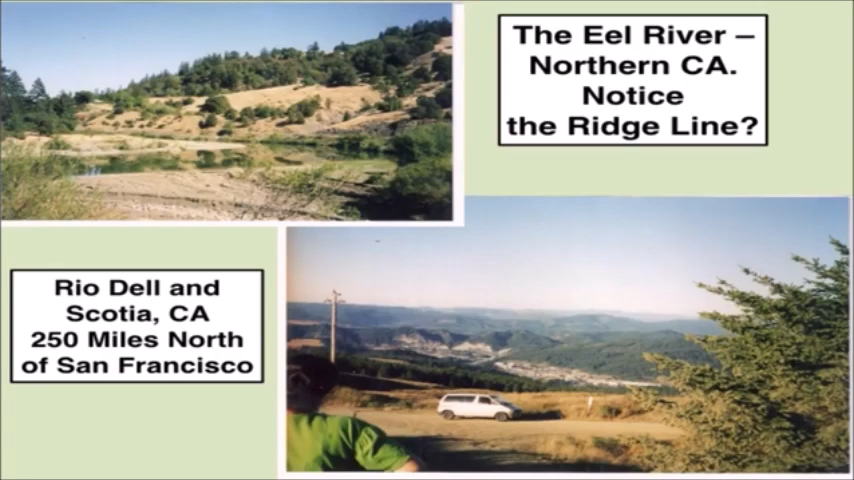 The Eel River –
Northern CA.
Notice
the Ridge Line?
Rio Dell and
Scotia, CA
250 Miles North
of San Francisco